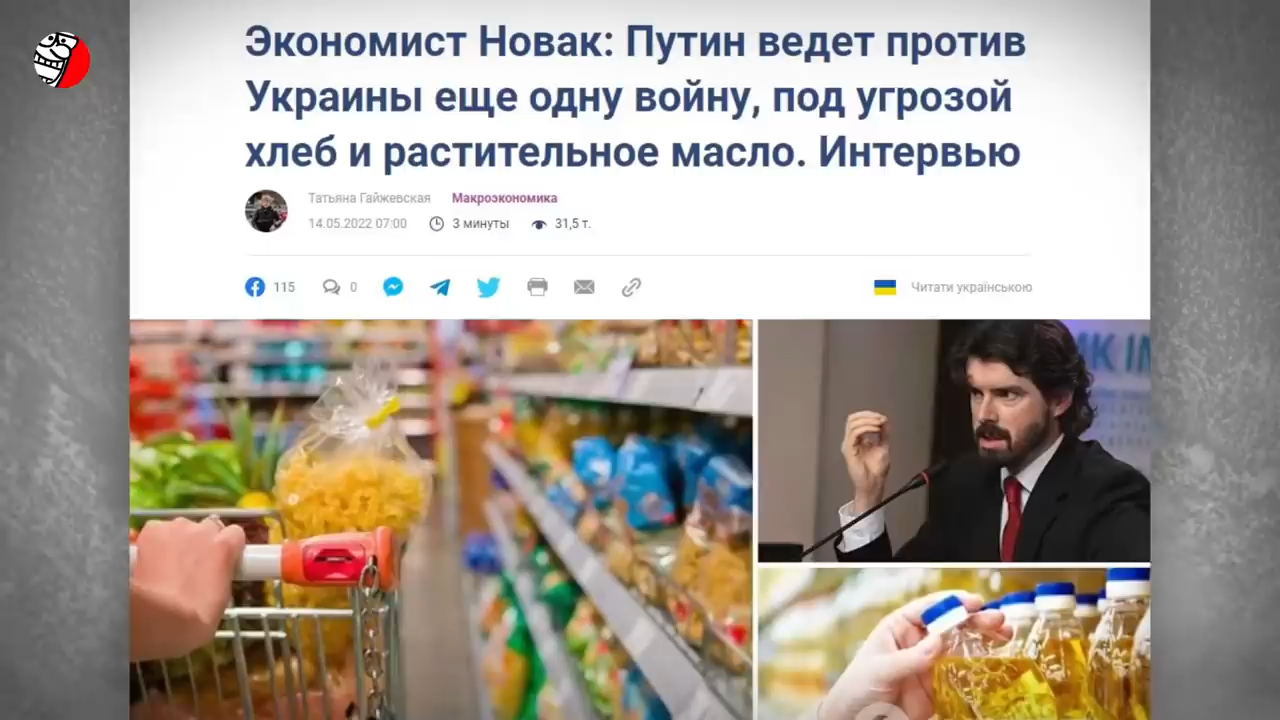 Экономист Новак: Путин ведет против
Украины еще одну войну, под угрозой
хлеб и растительное масло. Интервью
Татьяна Гайжевская Макроэкономика
14.05.2022 07:00 3 минуты 31,5 т.
115 0 Читати українською